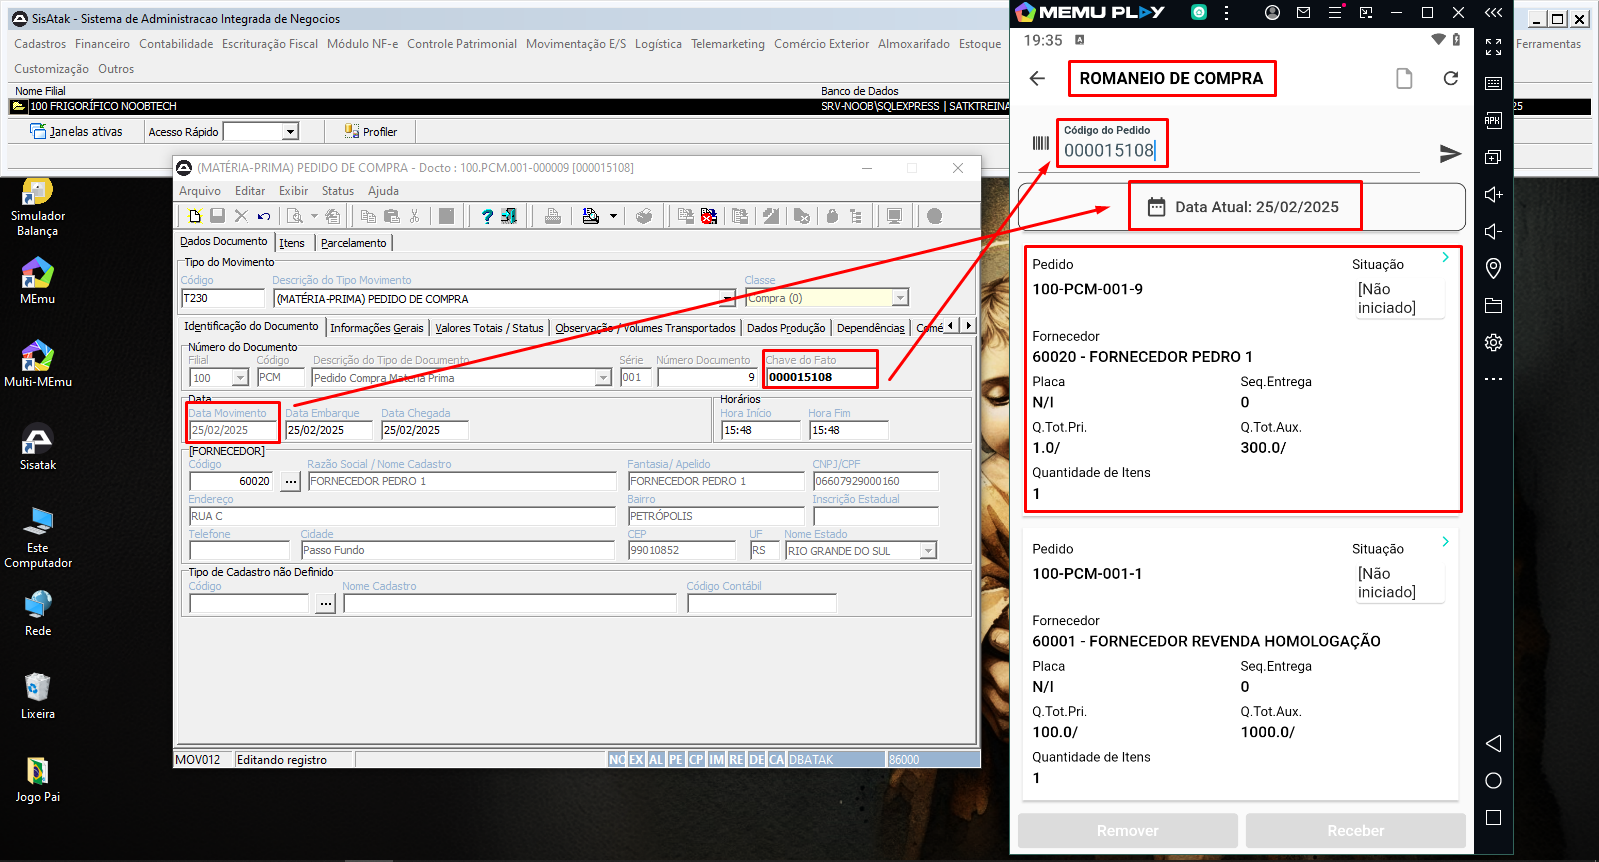 SisAtak - Sistema de Administracao Integrada de Negocios
Cadastros Financeiro Contabilidade Escrituração Fiscal Módulo NF-e Controle Patrimonial Movimentação E/S Logística Telemarketing Comércio Exterior Almoxarifado Estoque
Ferramentas
Customização Outros
Nome Filial Banco de Dados
100 FRIGORÍFICO NOOBTECH SRV-NOOB\SQLEXPRESS | SATKTREINA
25
Janelas ativas Acesso Rápido Profiler
Simulador Balança
MEmu
Multi-MEmu
Sisatak
Este Computador
Rede
Lixeira
Jogo Pai
(MATÉRIA-PRIMA) PEDIDO DE COMPRA - Docto : 100.PCM.001-000009 [000015108]
Arquivo Editar Exibir Status Ajuda
Dados Documento Itens Parcelamento
Tipo do Movimento
Código Descrição do Tipo Movimento Classe
T230 (MATÉRIA-PRIMA) PEDIDO DE COMPRA Compra (0)
Identificação do Documento Informações Gerais Valores Totais / Status Observação / Volumes Transportados Dados Produção Dependências Comé
Número do Documento
Filial Código Descrição do Tipo de Documento Série Número Documento Chave do Fato
100 PCM Pedido Compra Materia Prima 001 9 000015108
Data Horários
Data Movimento Data Embarque Data Chegada Hora Início Hora Fim
25/02/2025 25/02/2025 25/02/2025 15:48 15:48
[FORNECEDOR]
Código Razão Social / Nome Cadastro Fantasia/ Apelido CNPJ/CPF
60020 ... FORNECEDOR PEDRO 1 FORNECEDOR PEDRO 1 06607929000160
Endereço Bairro Inscrição Estadual
RUA C PETRÓPOLIS
Telefone Cidade CEP UF Nome Estado
Passo Fundo 99010852 RS RIO GRANDE DO SUL
Tipo de Cadastro não Definido
Código Nome Cadastro Código Contábil
...
MOV012 Editando registro NO EX AL PE CP IM RE DE CA DBATAK 86000
MEMU PLAY
19:35
ROMANEIO DE COMPRA
Código do Pedido
000015108
Data Atual: 25/02/2025
Pedido Situação
100-PCM-001-9 [Não iniciado]
Fornecedor
60020 - FORNECEDOR PEDRO 1
Placa Seq.Entrega
N/I 0
Q.Tot.Pri. Q.Tot.Aux.
1.0/ 300.0/
Quantidade de Itens
1
Pedido Situação
100-PCM-001-1 [Não iniciado]
Fornecedor
60001 - FORNECEDOR REVENDA HOMOLOGAÇÃO
Placa Seq.Entrega
N/I 0
Q.Tot.Pri. Q.Tot.Aux.
100.0/ 1000.0/
Quantidade de Itens
1
Remover Receber
APK